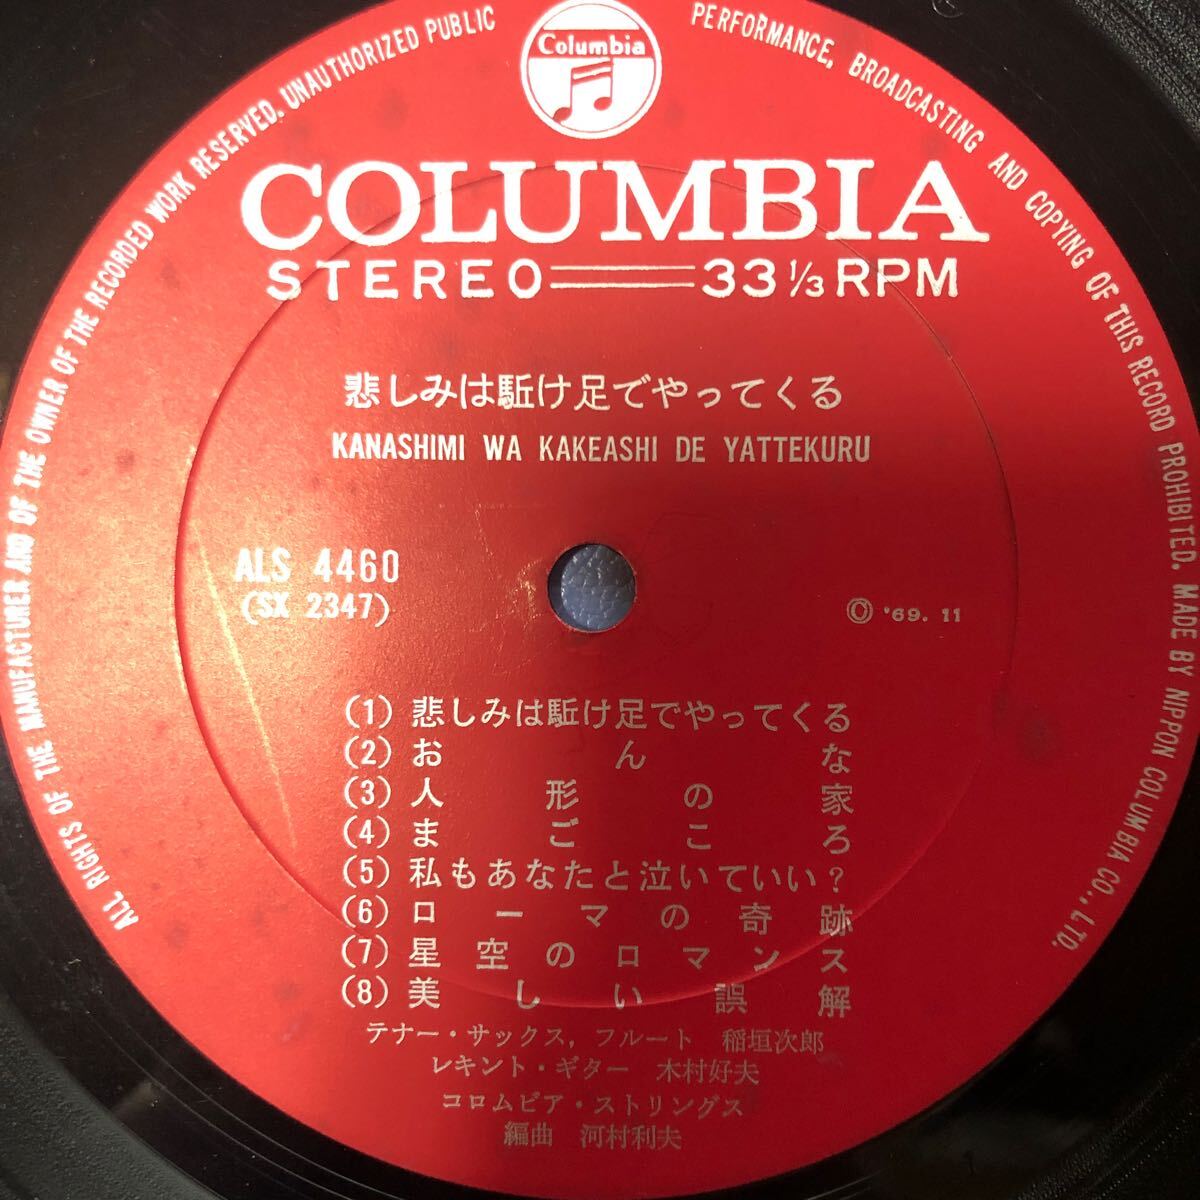 ALL RIGHTS OF THE MANUFACTURER AND OF THE OWNER OF THE RECORDED WORK RESERVED. UNAUTHORIZED PUBLIC PERFORMANCE, BROADCASTING AND COPYING OF THIS RECORD PROHIBITED. MADE BY NIPPON COLUMBIA CO., LTD.
Columbia
COLUMBIA
STEREO 33 1/3 RPM
悲しみは駈け足でやってくる
KANASHIMI WA KAKEASHI DE YATTEKURU
ALS 4460
(SX 2347)
© '69. 11
(1) 悲しみは駈け足でやってくる
(2) おんな
(3) 人形の家
(4) まごころ
(5) 私もあなたと泣いていい?
(6) ローマの奇跡
(7) 星空のロマンス
(8) 美しい誤解
テナー・サックス, フルート 稲垣次郎
レキント・ギター 木村好夫
コロムビア・ストリングス
編曲 河村利夫